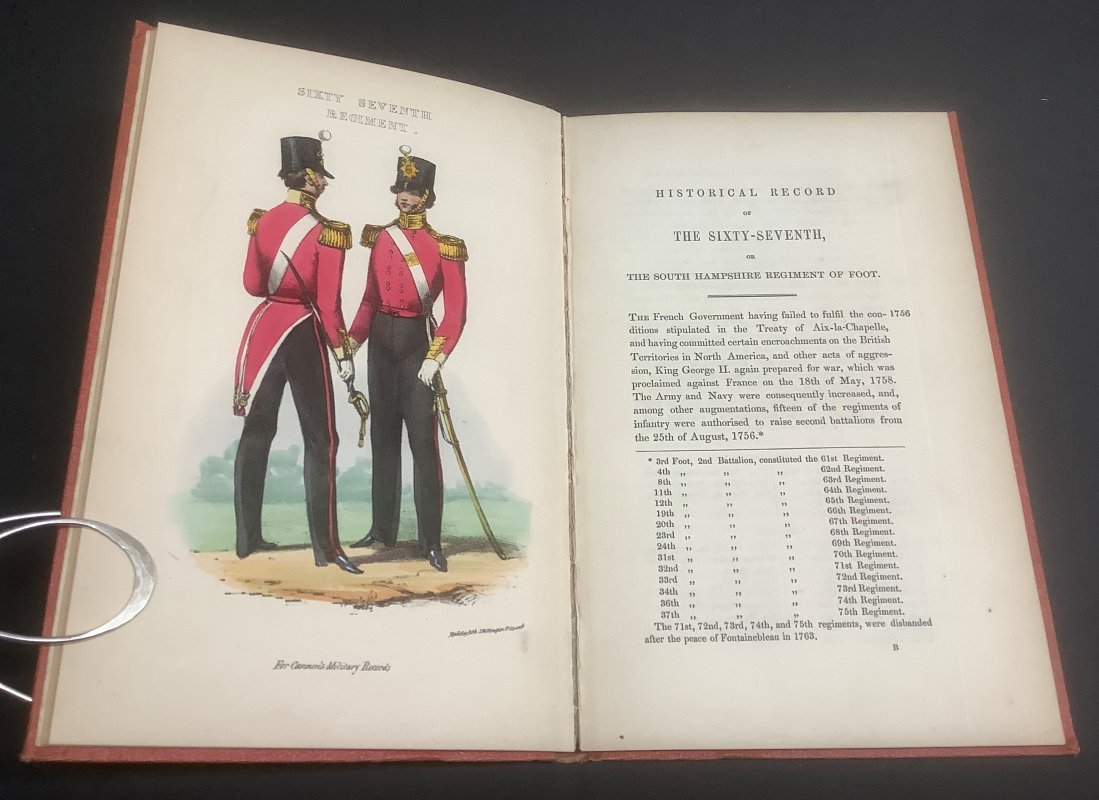 SIXTY SEVENTH
REGIMENT.
For Cannon's Military Records
HISTORICAL RECORD
OF
THE SIXTY-SEVENTH,
OR
THE SOUTH HAMPSHIRE REGIMENT OF FOOT.
THE French Government having failed to fulfil the con- 1756
ditions stipulated in the Treaty of Aix-la-Chapelle,
and having committed certain encroachments on the British
Territories in North America, and other acts of aggres-
sion, King George II. again prepared for war, which was
proclaimed against France on the 18th of May, 1758.
The Army and Navy were consequently increased, and,
among other augmentations, fifteen of the regiments of
infantry were authorised to raise second battalions from
the 25th of August, 1756.*
* 3rd Foot, 2nd Battalion, constituted the 61st Regiment.
4th „ „ „ 62nd Regiment.
8th „ „ „ 63rd Regiment.
11th „ „ „ 64th Regiment.
12th „ „ „ 65th Regiment.
19th „ „ „ 66th Regiment.
20th „ „ „ 67th Regiment.
23rd „ „ „ 68th Regiment.
24th „ „ „ 69th Regiment.
31st „ „ „ 70th Regiment.
32nd „ „ „ 71st Regiment.
33rd „ „ „ 72nd Regiment.
34th „ „ „ 73rd Regiment.
36th „ „ „ 74th Regiment.
37th „ „ „ 75th Regiment.
The 71st, 72nd, 73rd, 74th, and 75th regiments, were disbanded
after the peace of Fontainebleau in 1763.
B